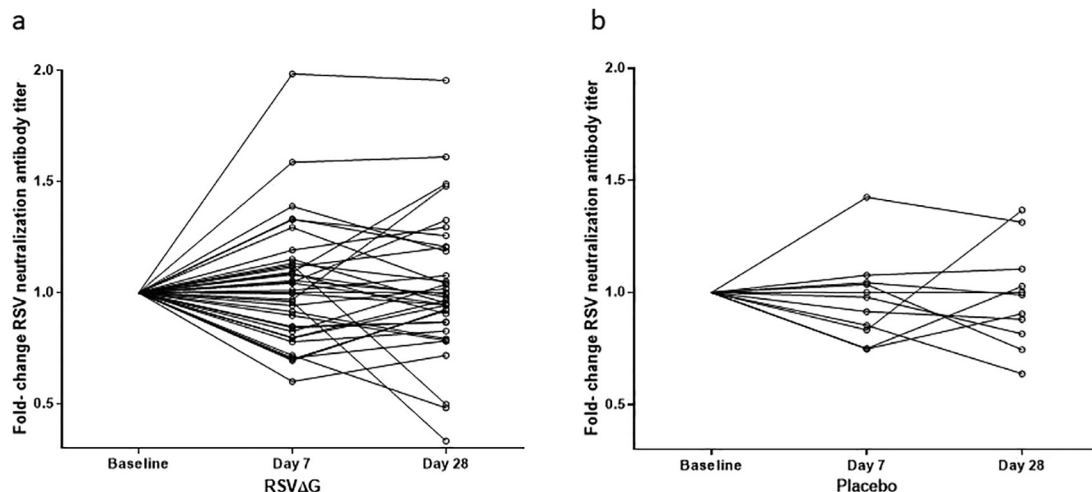 a
Fold- change RSV neutralization antibody titer
2.0
1.5
1.0
0.5
Baseline Day 7 Day 28
RSVΔG
b
Fold- change RSV neutralization antibody titer
2.0
1.5
1.0
0.5
Baseline Day 7 Day 28
Placebo